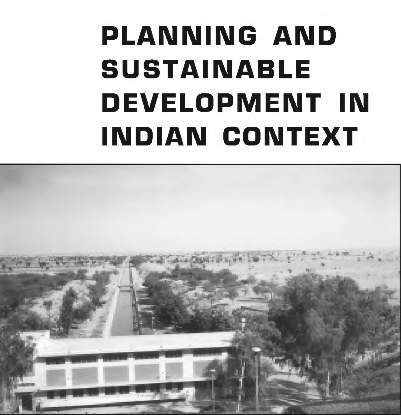 PLANNING AND
SUSTAINABLE
DEVELOPMENT IN
INDIAN CONTEXT